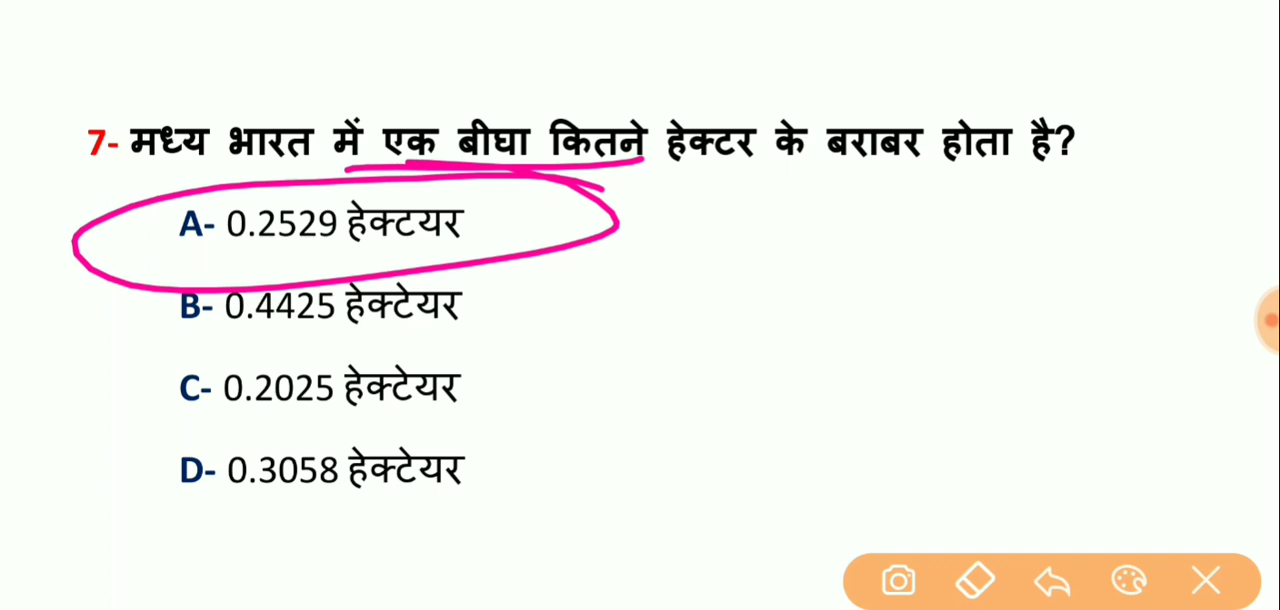 7- मध्य भारत में एक बीघा कितने हेक्टर के बराबर होता है?
A- 0.2529 हेक्टयर
B- 0.4425 हेक्टेयर
C- 0.2025 हेक्टेयर
D- 0.3058 हेक्टेयर